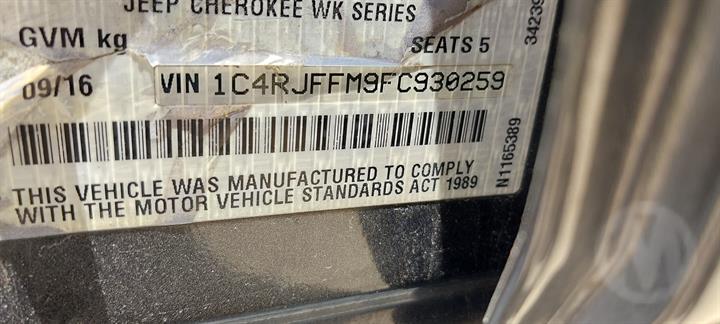 JEEP CHEROKEE WK SERIES
GVM kg
SEATS 5
09/16
VIN 1C4RJFFM9FC930259
THIS VEHICLE WAS MANUFACTURED TO COMPLY
WITH THE MOTOR VEHICLE STANDARDS ACT 1989
N1165389
34239
M